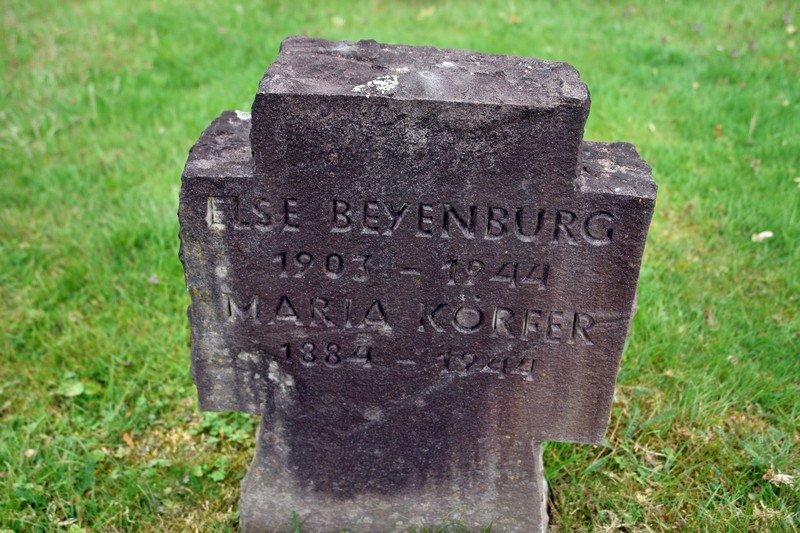 ELSE BEYENBURG
1903 – 1944
MARIA KÖRFER
1884 – 1944